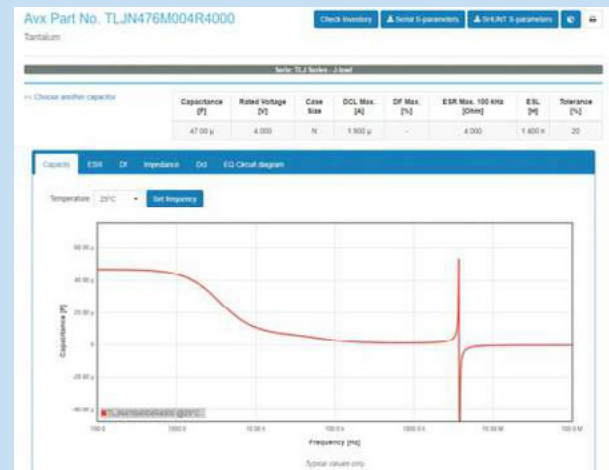 Avx Part No. TLJN476M004R4000
Check Inventory
Serial S-parameters
SHUNT S-parameters
Tantalum
Serie: TLJ Series - J-lead
<< Choose another capacitor
Capacitance [F] Rated Voltage [V] Case Size DCL Max. [A] DF Max. [%] ESR Max. 100 kHz [Ohm] ESL [H] Tolerance [%]
47.00 µ 4.000 N 1.900 µ - 4.000 1.400 n 20
Capacity ESR Df Impedance Dcl EQ Circuit diagram
Temperature 25°C Set frequency
60.00 µ
40.00 µ
20.00 µ
0
-20.00 µ
-40.00 µ
Capacitance [F]
TLJN476M004R4000 @25°C
100.0 1000.0 10.00 k 100.0 k 1000.0 k 10.00 M 100.0 M
Frequency [Hz]
Typical values only